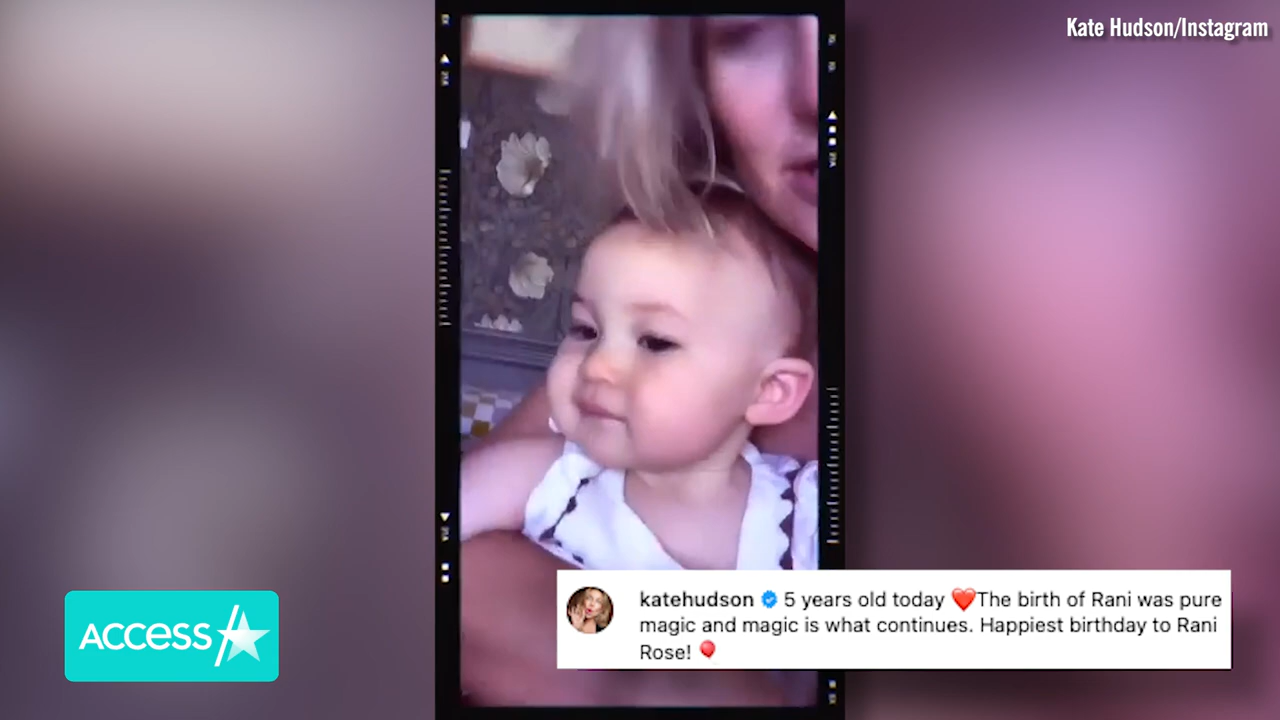 Kate Hudson/Instagram
katehudson 5 years old today ❤️The birth of Rani was pure
magic and magic is what continues. Happiest birthday to Rani
Rose! 🎈
ACCESS